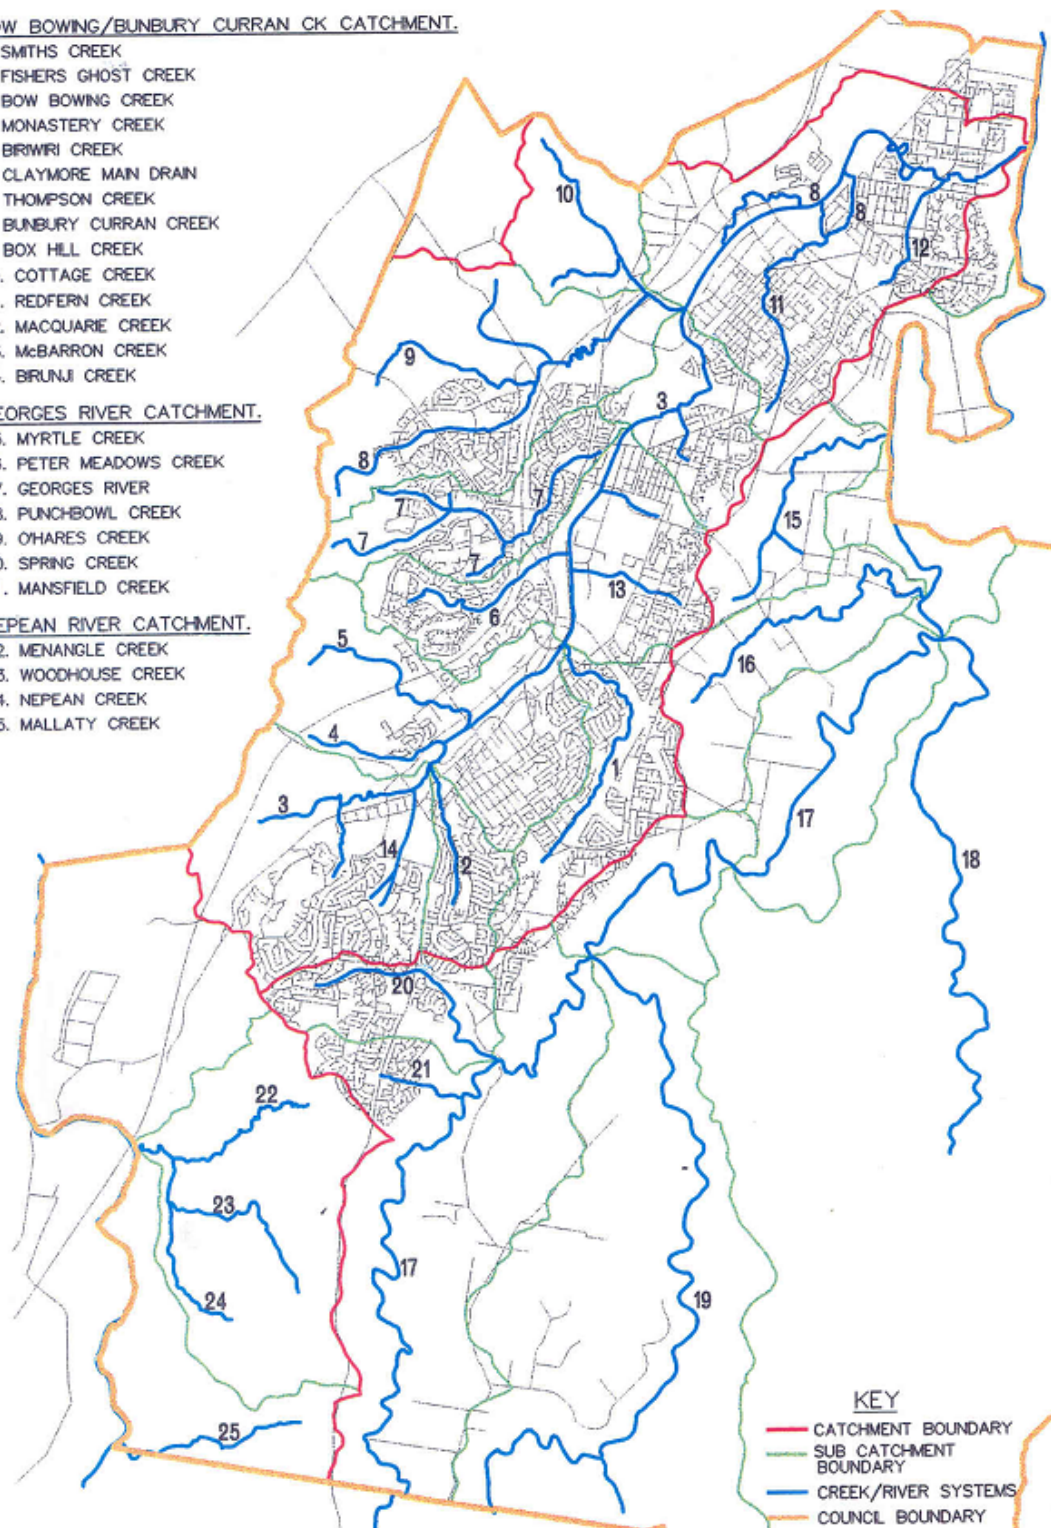 OW BOWING/BUNBURY CURRAN CK CATCHMENT.
SMITHS CREEK
FISHERS GHOST CREEK
BOW BOWING CREEK
MONASTERY CREEK
BIRIWIRI CREEK
CLAYMORE MAIN DRAIN
THOMPSON CREEK
BUNBURY CURRAN CREEK
BOX HILL CREEK
. COTTAGE CREEK
. REDFERN CREEK
. MACQUARIE CREEK
. McBARRON CREEK
. BIRUNJI CREEK
EORGES RIVER CATCHMENT.
. MYRTLE CREEK
. PETER MEADOWS CREEK
. GEORGES RIVER
. PUNCHBOWL CREEK
. O'HARES CREEK
. SPRING CREEK
. MANSFIELD CREEK
EPEAN RIVER CATCHMENT.
. MENANGLE CREEK
. WOODHOUSE CREEK
. NEPEAN CREEK
. MALLATY CREEK
10
8
8
12
11
9
3
8
7
7
7
7
15
13
6
5
16
4
1
3
17
14
2
18
20
21
22
23
17
24
19
25
KEY
CATCHMENT BOUNDARY
SUB CATCHMENT
BOUNDARY
CREEK/RIVER SYSTEMS
COUNCIL BOUNDARY